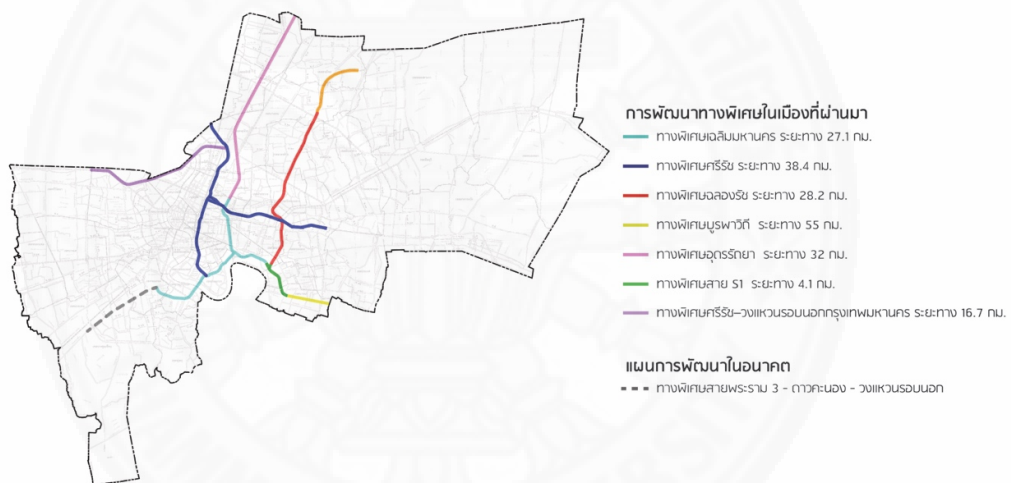 การพัฒนาทางพิเศษในเมืองที่ผ่านมา
ทางพิเศษเฉลิมมหานคร ระยะทาง 27.1 กม.
ทางพิเศษศรีรัช ระยะทาง 38.4 กม.
ทางพิเศษฉลองรัช ระยะทาง 28.2 กม.
ทางพิเศษบูรพาวิถี ระยะทาง 55 กม.
ทางพิเศษอุดรรัถยา ระยะทาง 32 กม.
ทางพิเศษสาย S1 ระยะทาง 4.1 กม.
ทางพิเศษศรีรัช–วงแหวนรอบนอกกรุงเทพมหานคร ระยะทาง 16.7 กม.
แผนการพัฒนาในอนาคต
ทางพิเศษสายพระราม 3 - ดาวคะนอง - วงแหวนรอบนอก